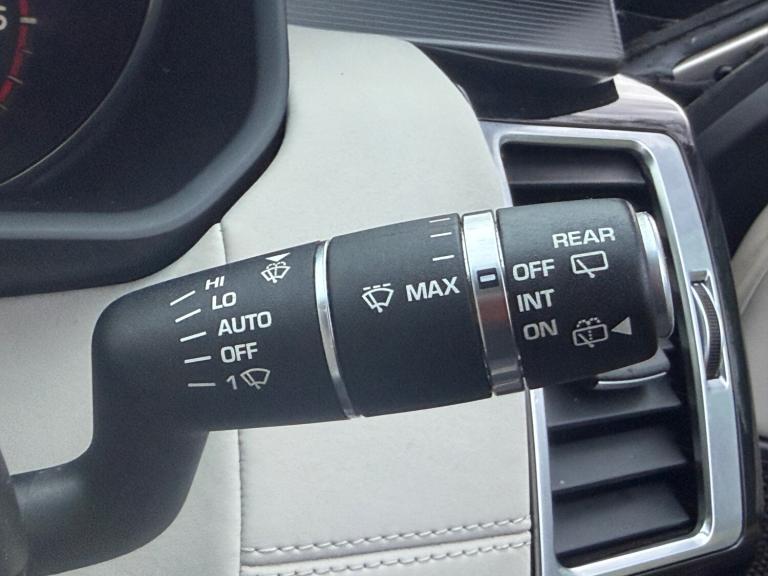 HI
LO
AUTO
OFF
1
MAX
REAR
OFF
INT
ON